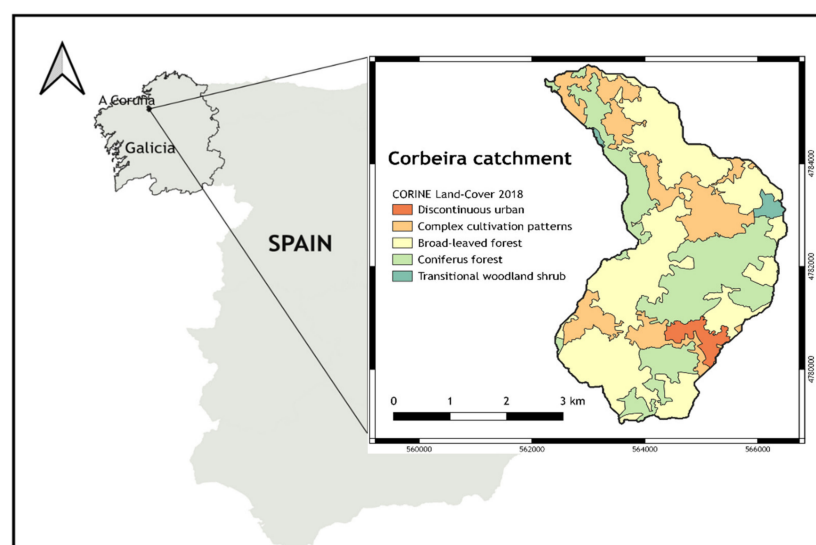 A Coruña
Galicia
SPAIN
Corbeira catchment
CORINE Land-Cover 2018
Discontinuous urban
Complex cultivation patterns
Broad-leaved forest
Coniferus forest
Transitional woodland shrub
0 1 2 3 km
4784000
4782000
4780000
560000 562000 564000 566000